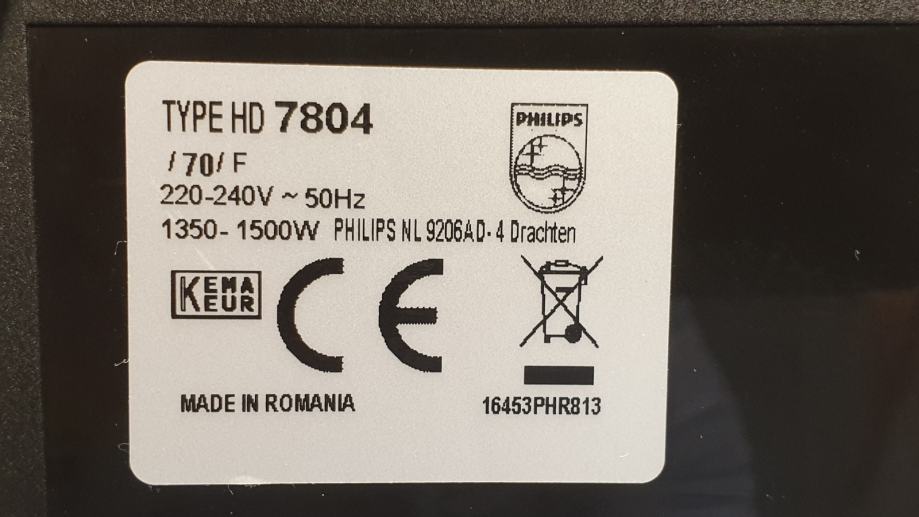 TYPE HD 7804
PHILIPS
/70/ F
220-240V ~ 50Hz
1350-1500W PHILIPS NL 9206AD-4 Drachten
KEMA
EUR
CE
MADE IN ROMANIA
16453PHR813